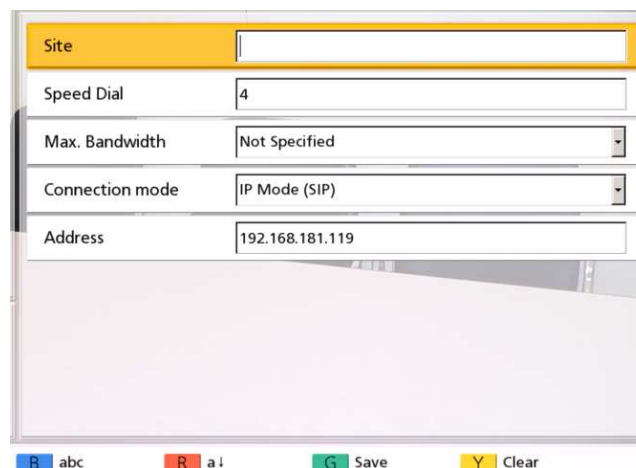 Site
Speed Dial 4
Max. Bandwidth Not Specified
Connection mode IP Mode (SIP)
Address 192.168.181.119
B abc R a↓ G Save Y Clear